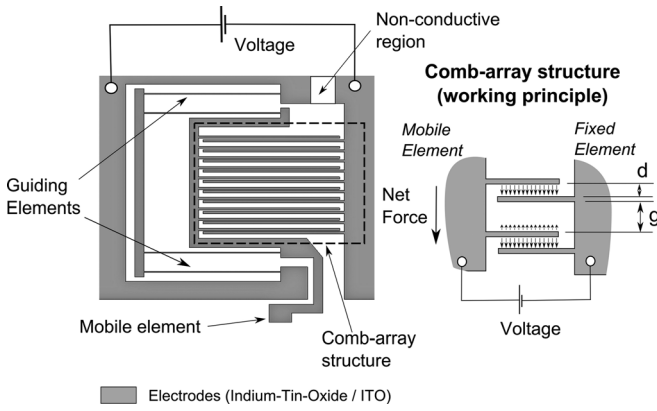 Voltage
Non-conductive
region
Guiding
Elements
Mobile element
Comb-array
structure
Electrodes (Indium-Tin-Oxide / ITO)
Comb-array structure
(working principle)
Mobile
Element
Fixed
Element
d
Net
Force
g
Voltage